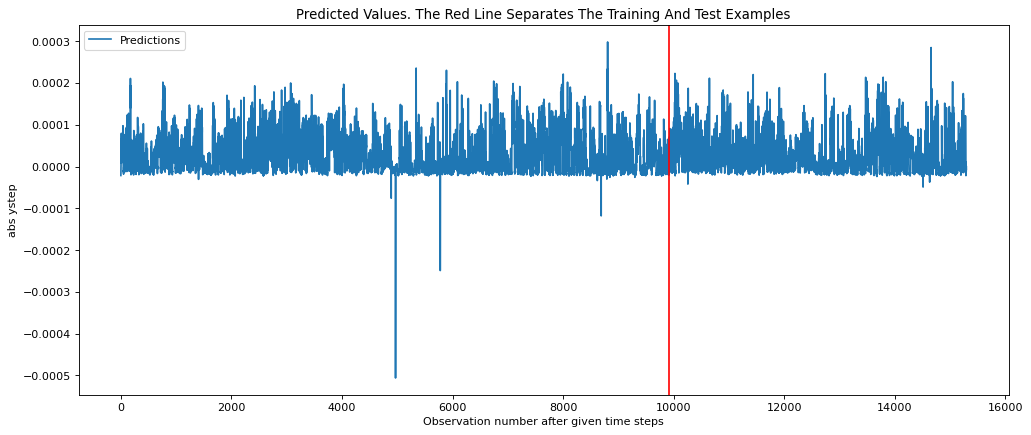 Predicted Values. The Red Line Separates The Training And Test Examples
Predictions
0.0003
0.0002
0.0001
0.0000
−0.0001
−0.0002
−0.0003
−0.0004
−0.0005
abs ystep
0 2000 4000 6000 8000 10000 12000 14000 16000
Observation number after given time steps